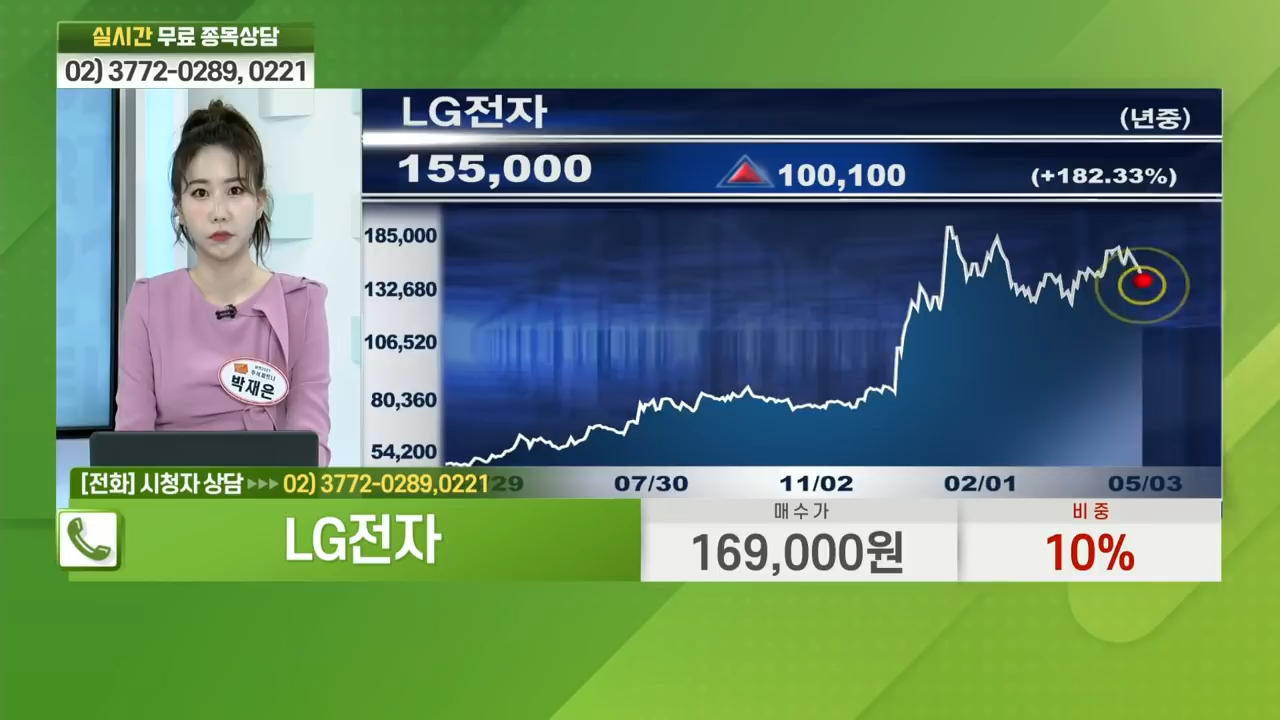 실시간 무료 종목상담
02) 3772-0289, 0221
LG전자
(년중)
155,000
100,100
(+182.33%)
185,000
132,680
106,520
80,360
54,200
29
07/30
11/02
02/01
05/03
박재은
[전화] 시청자 상담 ▷▷▷ 02) 3772-0289,0221
LG전자
매수가
169,000원
비중
10%